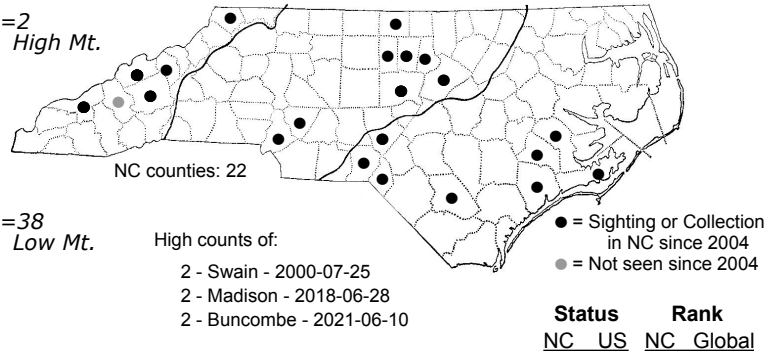 =2
High Mt.
NC counties: 22
=38
Low Mt.
High counts of:
2 - Swain - 2000-07-25
2 - Madison - 2018-06-28
2 - Buncombe - 2021-06-10
● = Sighting or Collection
in NC since 2004
● = Not seen since 2004
Status Rank
NC US NC Global